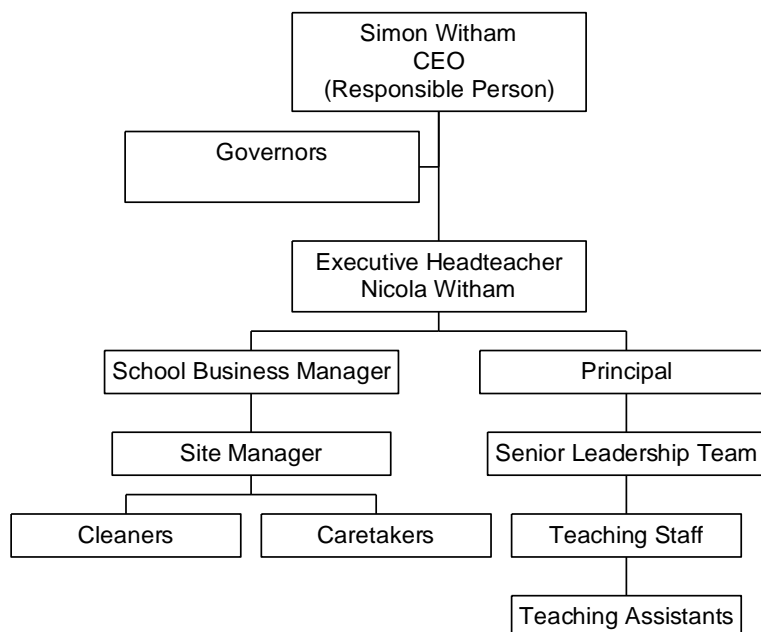 Simon Witham
CEO
(Responsible Person)
Governors
Executive Headteacher
Nicola Witham
School Business Manager
Principal
Site Manager
Senior Leadership Team
Cleaners
Caretakers
Teaching Staff
Teaching Assistants